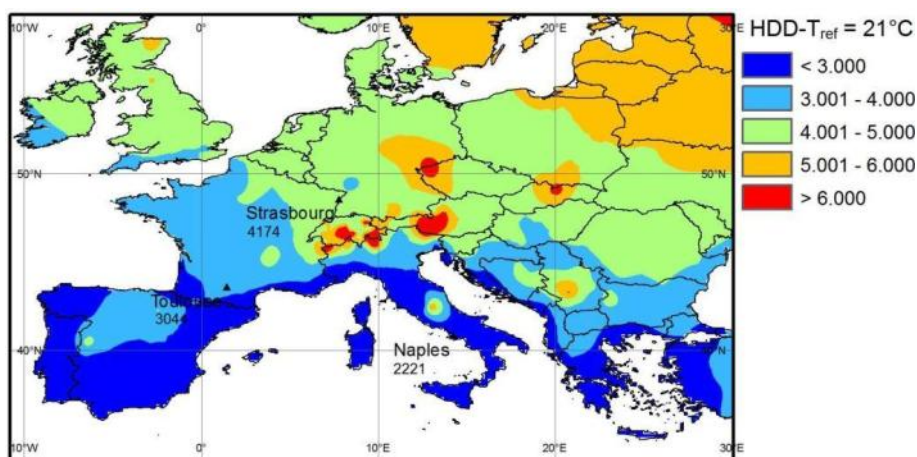 10°W 0° 10°E 20°E 30°E
HDD-Tref = 21°C
< 3.000
3.001 - 4.000
4.001 - 5.000
5.001 - 6.000
> 6.000
50°N 50°N
Strasbourg
4174
Toulouse
3044
40°N 40°N
Naples
2221
10°W 0° 10°E 20°E 30°E